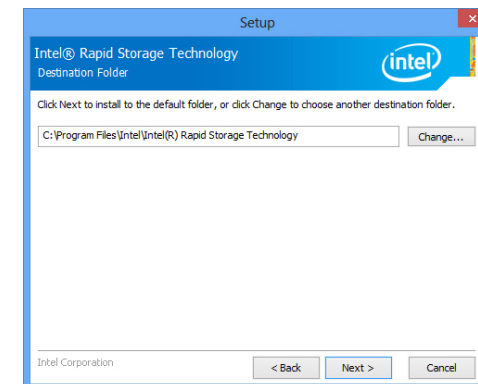 Setup
Intel® Rapid Storage Technology
Destination Folder
intel
Click Next to install to the default folder, or click Change to choose another destination folder.
C:\Program Files\Intel\Intel(R) Rapid Storage Technology
Change...
Intel Corporation
< Back
Next >
Cancel